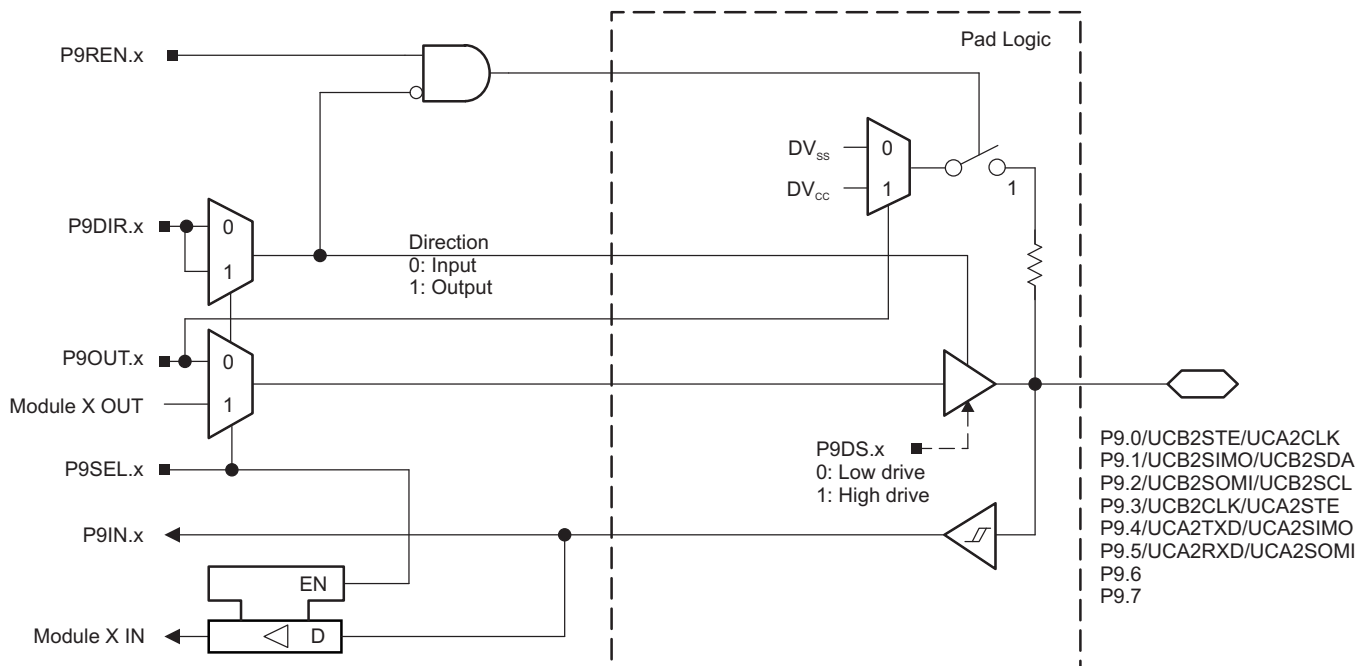 Pad Logic
P9REN.x
DVSS
0
DVCC
1
1
P9DIR.x
0
1
Direction
0: Input
1: Output
P9OUT.x
0
Module X OUT
1
P9SEL.x
P9DS.x
0: Low drive
1: High drive
P9.0/UCB2STE/UCA2CLK
P9.1/UCB2SIMO/UCB2SDA
P9.2/UCB2SOMI/UCB2SCL
P9.3/UCB2CLK/UCA2STE
P9.4/UCA2TXD/UCA2SIMO
P9.5/UCA2RXD/UCA2SOMI
P9.6
P9.7
P9IN.x
EN
Module X IN
D